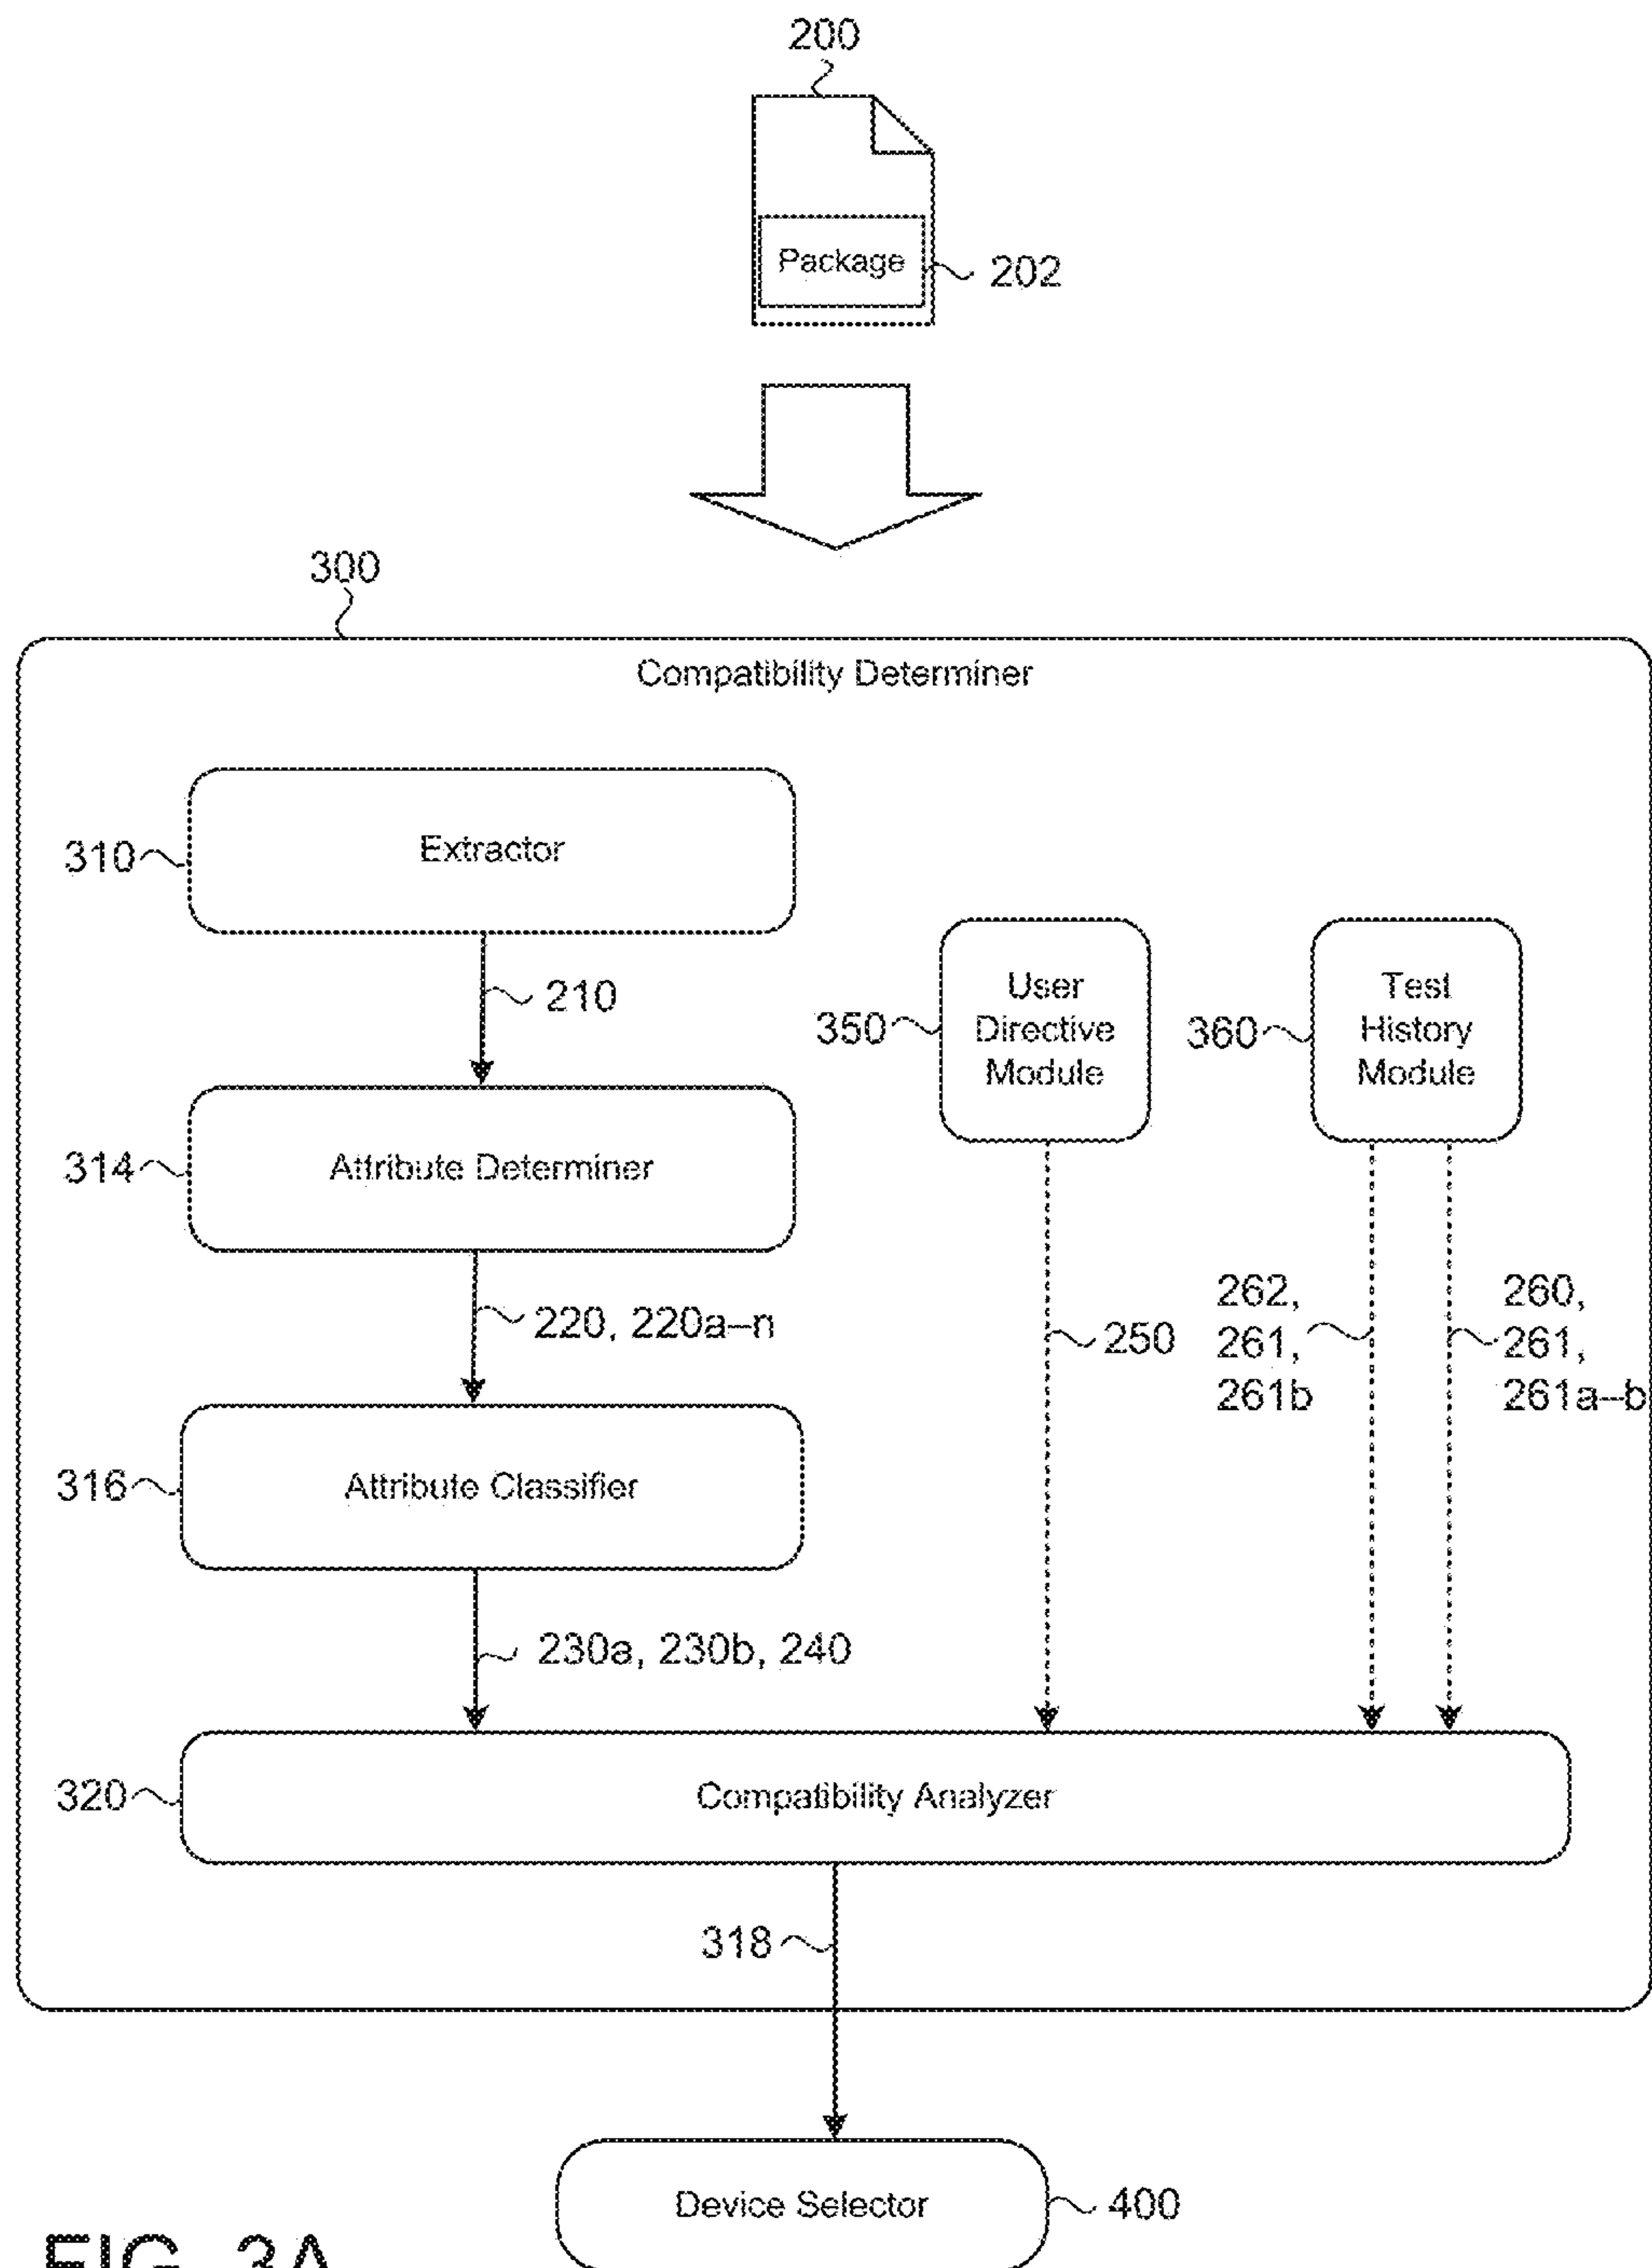 200
Package
202
300
Compatibility Determiner
310
Extractor
210
350
User
Directive
Module
360
Test
History
Module
314
Attribute Determiner
220, 220a–n
250
262,
261,
261b
260,
261,
261a–b
316
Attribute Classifier
230a, 230b, 240
320
Compatibility Analyzer
318
Device Selector
400
FIG. 3A